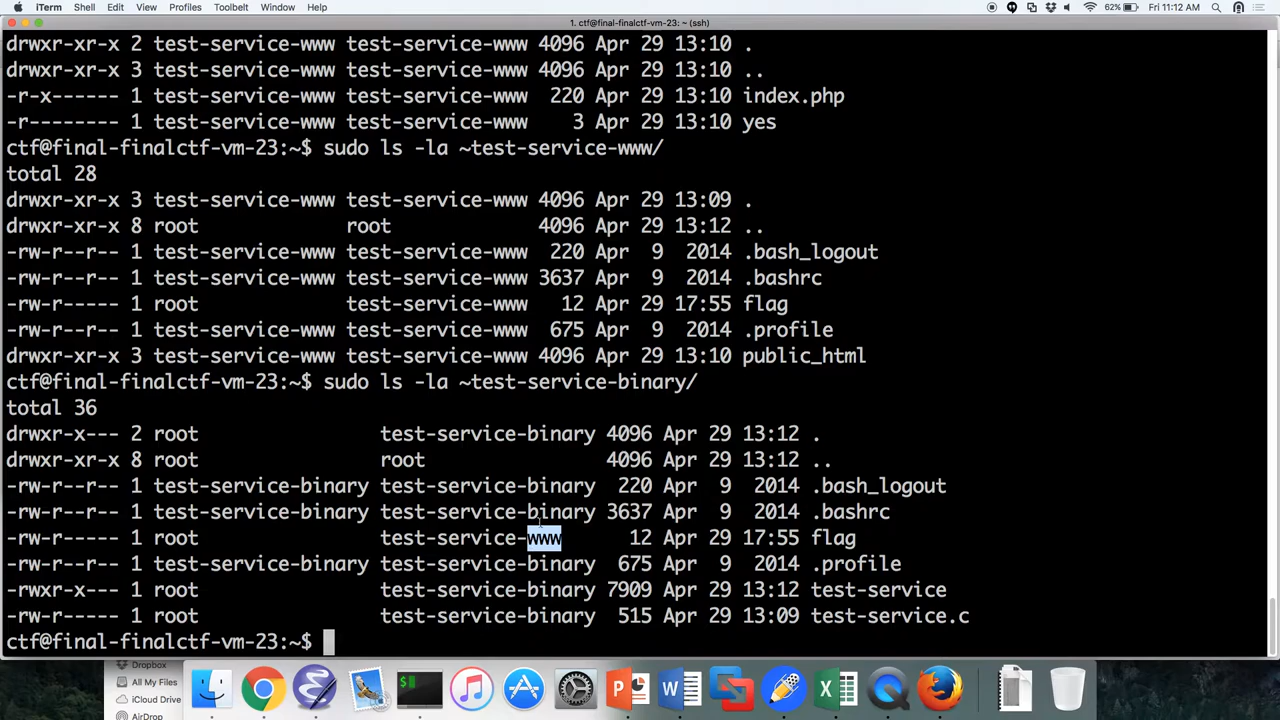 iTerm Shell Edit View Profiles Toolbelt Window Help 62% Fri 11:12 AM
1. ctf@final-finalctf-vm-23: ~ (ssh)
drwxr-xr-x 2 test-service-www test-service-www 4096 Apr 29 13:10 .
drwxr-xr-x 3 test-service-www test-service-www 4096 Apr 29 13:10 ..
-r-x------ 1 test-service-www test-service-www  220 Apr 29 13:10 index.php
-r-------- 1 test-service-www test-service-www    3 Apr 29 13:10 yes
ctf@final-finalctf-vm-23:~$ sudo ls -la ~test-service-www/
total 28
drwxr-xr-x 3 test-service-www test-service-www 4096 Apr 29 13:09 .
drwxr-xr-x 8 root             root             4096 Apr 29 13:12 ..
-rw-r--r-- 1 test-service-www test-service-www  220 Apr  9  2014 .bash_logout
-rw-r--r-- 1 test-service-www test-service-www 3637 Apr  9  2014 .bashrc
-rw-r----- 1 root             test-service-www   12 Apr 29 17:55 flag
-rw-r--r-- 1 test-service-www test-service-www  675 Apr  9  2014 .profile
drwxr-xr-x 3 test-service-www test-service-www 4096 Apr 29 13:10 public_html
ctf@final-finalctf-vm-23:~$ sudo ls -la ~test-service-binary/
total 36
drwxr-x--- 2 root                test-service-binary 4096 Apr 29 13:12 .
drwxr-xr-x 8 root                root                4096 Apr 29 13:12 ..
-rw-r--r-- 1 test-service-binary test-service-binary  220 Apr  9  2014 .bash_logout
-rw-r--r-- 1 test-service-binary test-service-binary 3637 Apr  9  2014 .bashrc
-rw-r----- 1 root                test-service-www      12 Apr 29 17:55 flag
-rw-r--r-- 1 test-service-binary test-service-binary  675 Apr  9  2014 .profile
-rwxr-x--- 1 root                test-service-binary 7909 Apr 29 13:12 test-service
-rw-r----- 1 root                test-service-binary  515 Apr 29 13:09 test-service.c
ctf@final-finalctf-vm-23:~$
Dropbox
All My Files
iCloud Drive
AirDrop